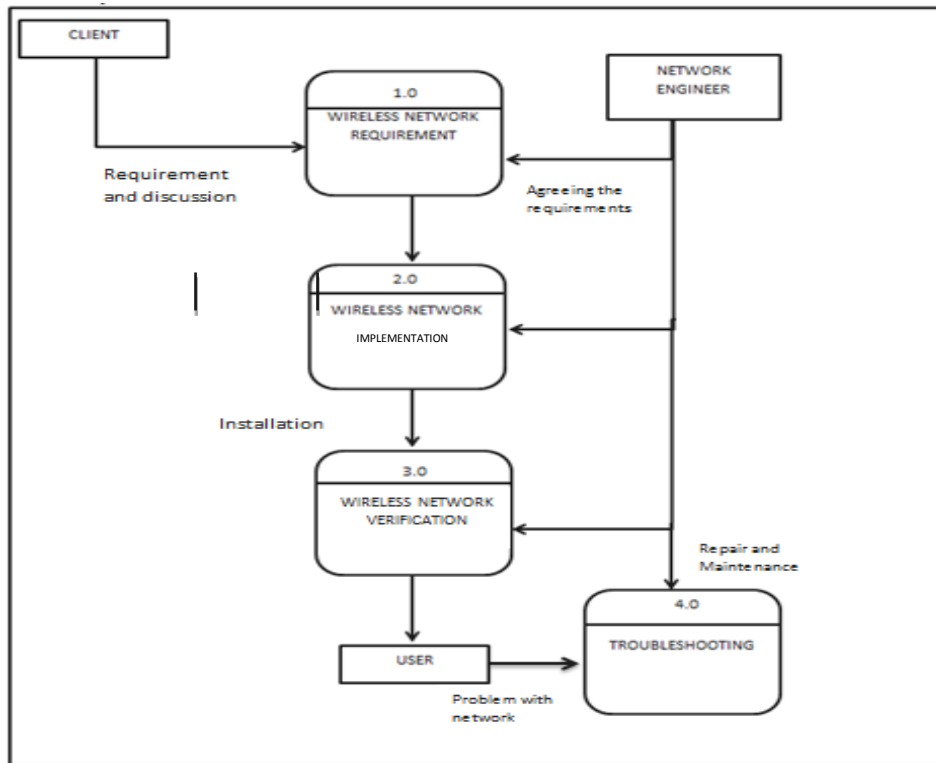 CLIENT
NETWORK
ENGINEER
1.0
WIRELESS NETWORK
REQUIREMENT
Requirement
and discussion
Agreeing the
requirements
2.0
WIRELESS NETWORK
IMPLEMENTATION
Installation
3.0
WIRELESS NETWORK
VERIFICATION
Repair and
Maintenance
4.0
TROUBLESHOOTING
USER
Problem with
network